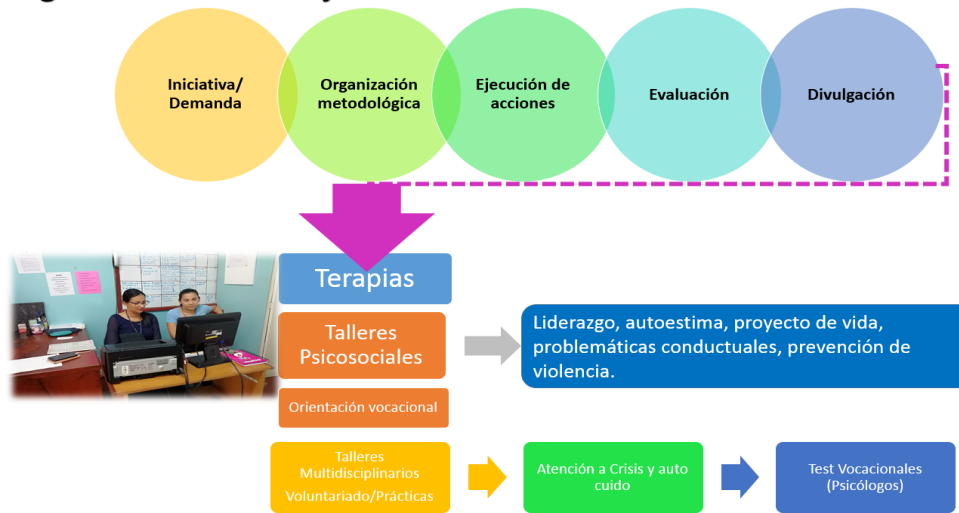 Iniciativa/
Demanda
Organización
metodológica
Ejecución de
acciones
Evaluación
Divulgación
Terapias
Talleres
Psicosociales
Liderazgo, autoestima, proyecto de vida,
problemáticas conductuales, prevención de
violencia.
Orientación vocacional
Talleres
Multidisciplinarios
Voluntariado/Prácticas
Atención a Crisis y auto
cuido
Test Vocacionales
(Psicólogos)